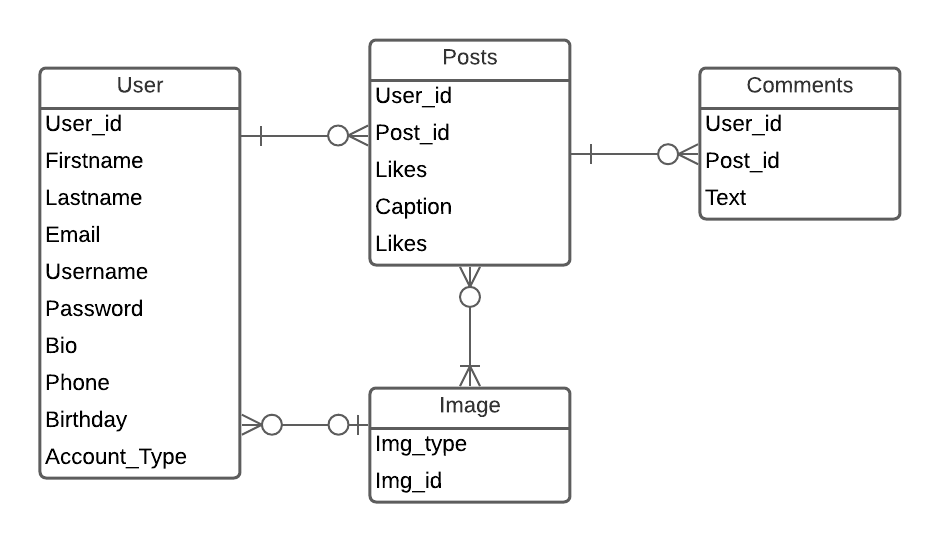 User
User_id
Firstname
Lastname
Email
Username
Password
Bio
Phone
Birthday
Account_Type
Posts
User_id
Post_id
Likes
Caption
Likes
Comments
User_id
Post_id
Text
Image
Img_type
Img_id